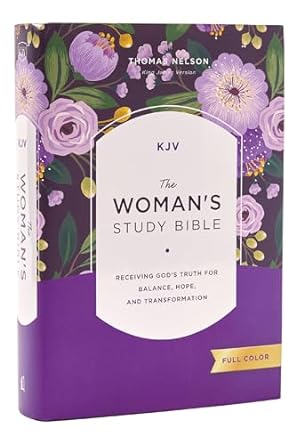 THOMAS NELSON
King James Version
KJV
The
WOMAN'S
STUDY BIBLE
RECEIVING GOD'S TRUTH FOR
BALANCE, HOPE,
AND TRANSFORMATION
FULL COLOR
KJV
The
WOMAN'S
STUDY BIBLE